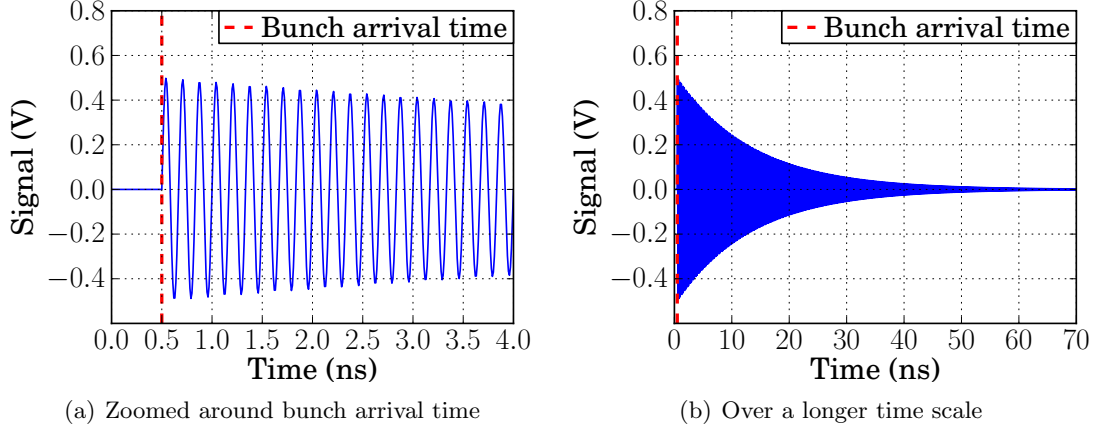 0.8
0.6
0.4
0.2
0.0
−0.2
−0.4
Signal (V)
Bunch arrival time
0.0 0.5 1.0 1.5 2.0 2.5 3.0 3.5 4.0
Time (ns)
(a) Zoomed around bunch arrival time
0.8
0.6
0.4
0.2
0.0
−0.2
−0.4
Signal (V)
Bunch arrival time
0 10 20 30 40 50 60 70
Time (ns)
(b) Over a longer time scale